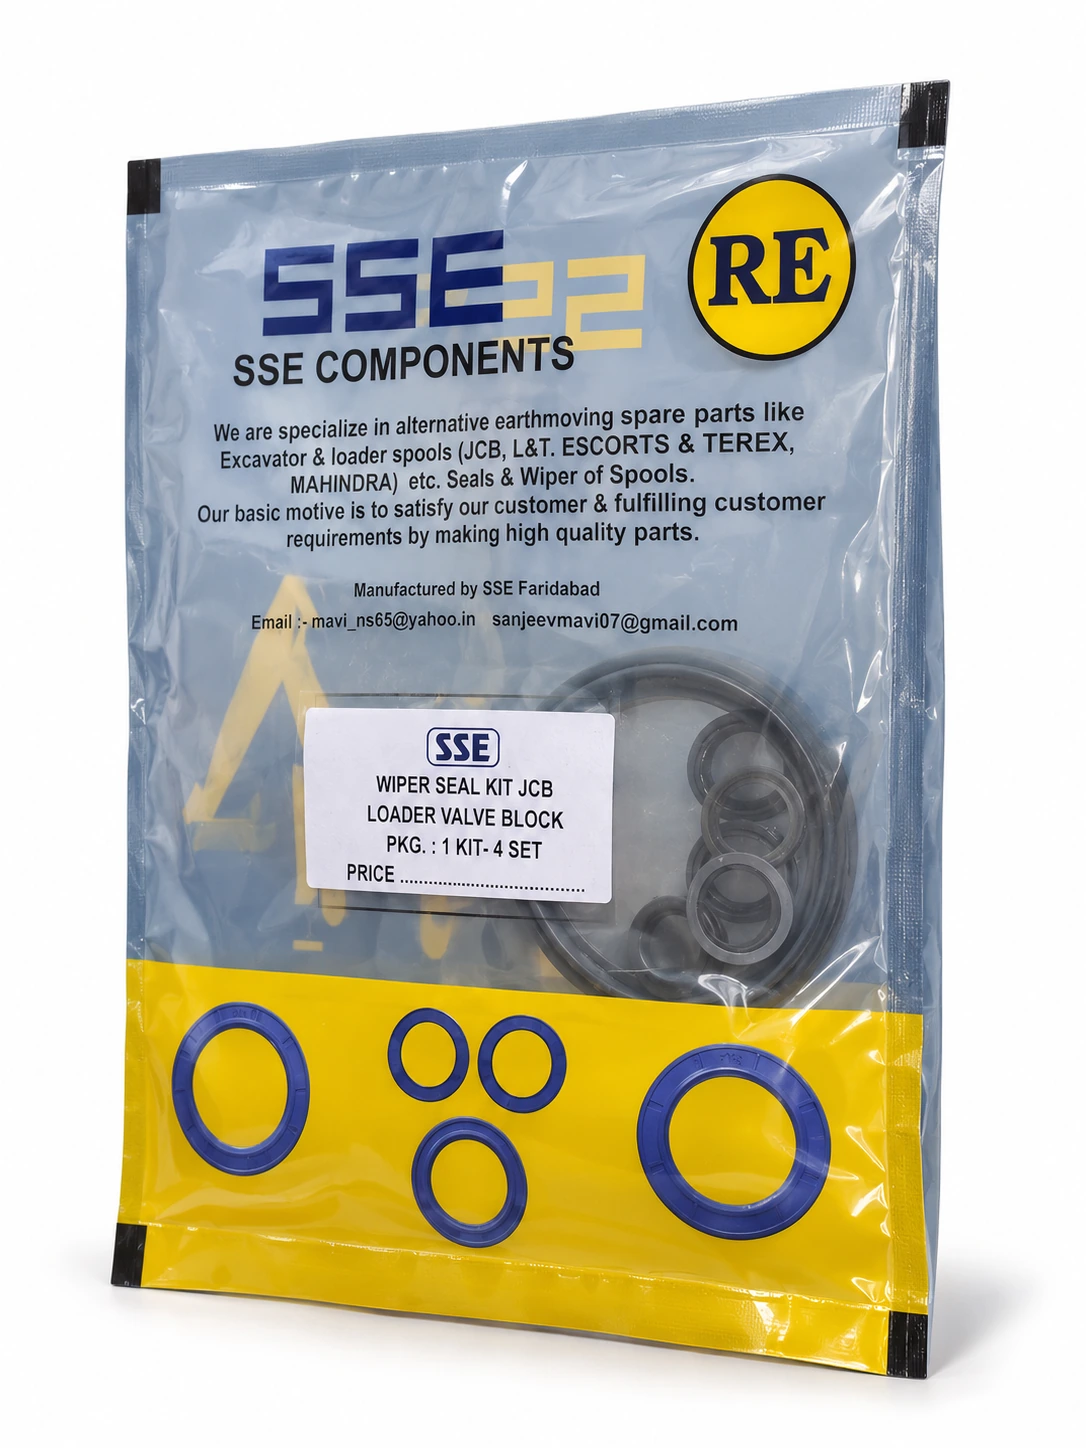 SSE
RE
SSE COMPONENTS
We are specialize in alternative earthmoving spare parts like
Excavator & loader spools (JCB, L&T. ESCORTS & TEREX,
MAHINDRA) etc. Seals & Wiper of Spools.
Our basic motive is to satisfy our customer & fulfilling customer
requirements by making high quality parts.
Manufactured by SSE Faridabad
Email :- mavi_ns65@yahoo.in sanjeevmavi07@gmail.com
SSE
WIPER SEAL KIT JCB
LOADER VALVE BLOCK
PKG. : 1 KIT- 4 SET
PRICE .......................................